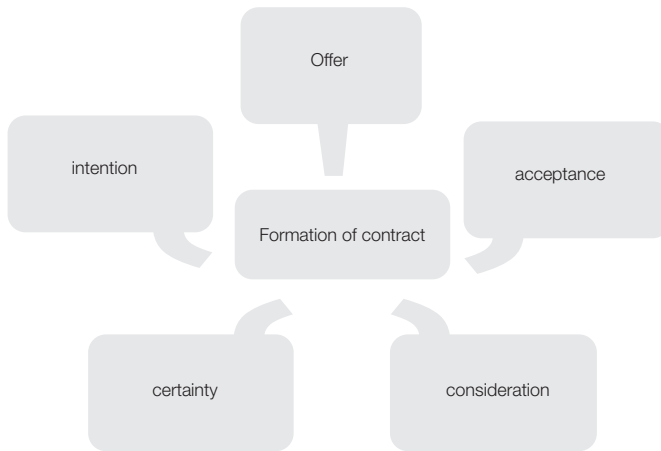 Offer
intention
acceptance
Formation of contract
certainty
consideration